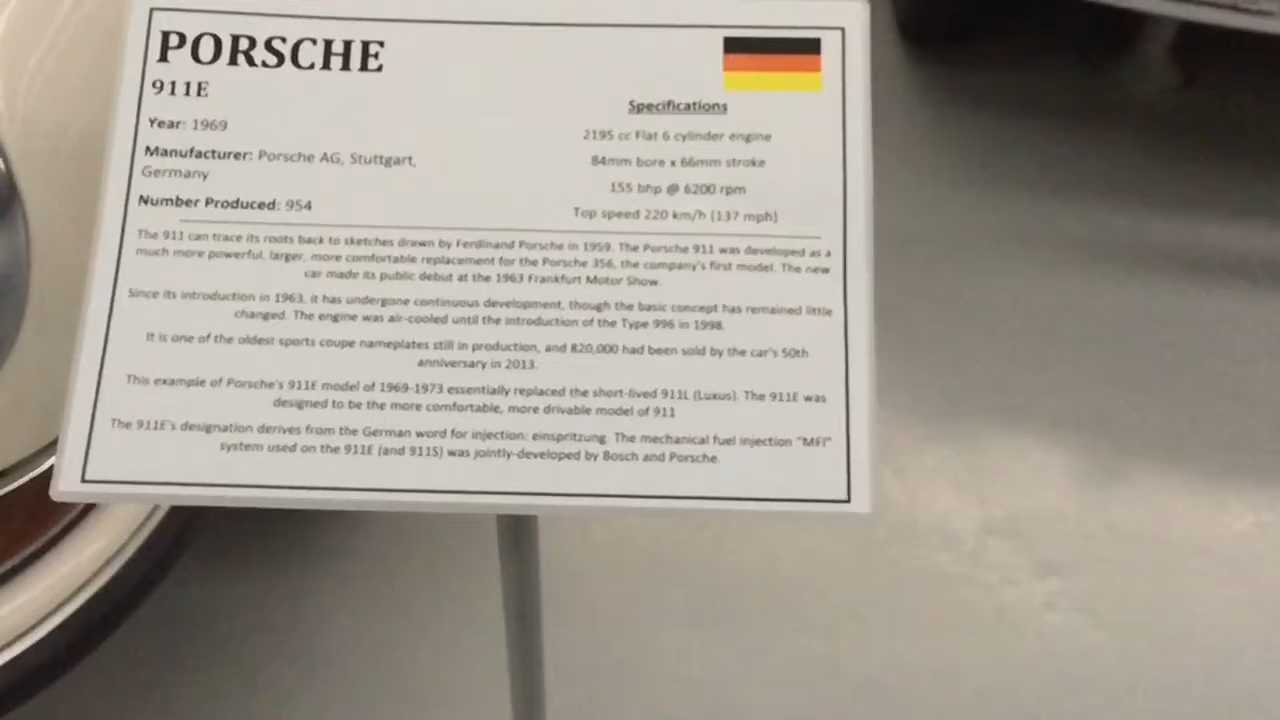 PORSCHE
911E
Year: 1969
Manufacturer: Porsche AG, Stuttgart,
Germany
Number Produced: 954
Specifications
2195 cc Flat 6 cylinder engine
84mm bore x 66mm stroke
155 bhp @ 6200 rpm
Top speed 220 km/h (137 mph)
The 911 can trace its roots back to sketches drawn by Ferdinand Porsche in 1959. The Porsche 911 was developed as a
much more powerful, larger, more comfortable replacement for the Porsche 356, the company's first model. The new
car made its public debut at the 1963 Frankfurt Motor Show.
Since its introduction in 1963, it has undergone continuous development, though the basic concept has remained little
changed. The engine was air-cooled until the introduction of the Type 996 in 1998.
It is one of the oldest sports coupe nameplates still in production, and 820,000 had been sold by the car's 50th
anniversary in 2013.
This example of Porsche's 911E model of 1969-1973 essentially replaced the short-lived 911L (Luxus). The 911E was
designed to be the more comfortable, more drivable model of 911
The 911E's designation derives from the German word for injection: einspritzung. The mechanical fuel injection "MFI"
system used on the 911E (and 911S) was jointly-developed by Bosch and Porsche.